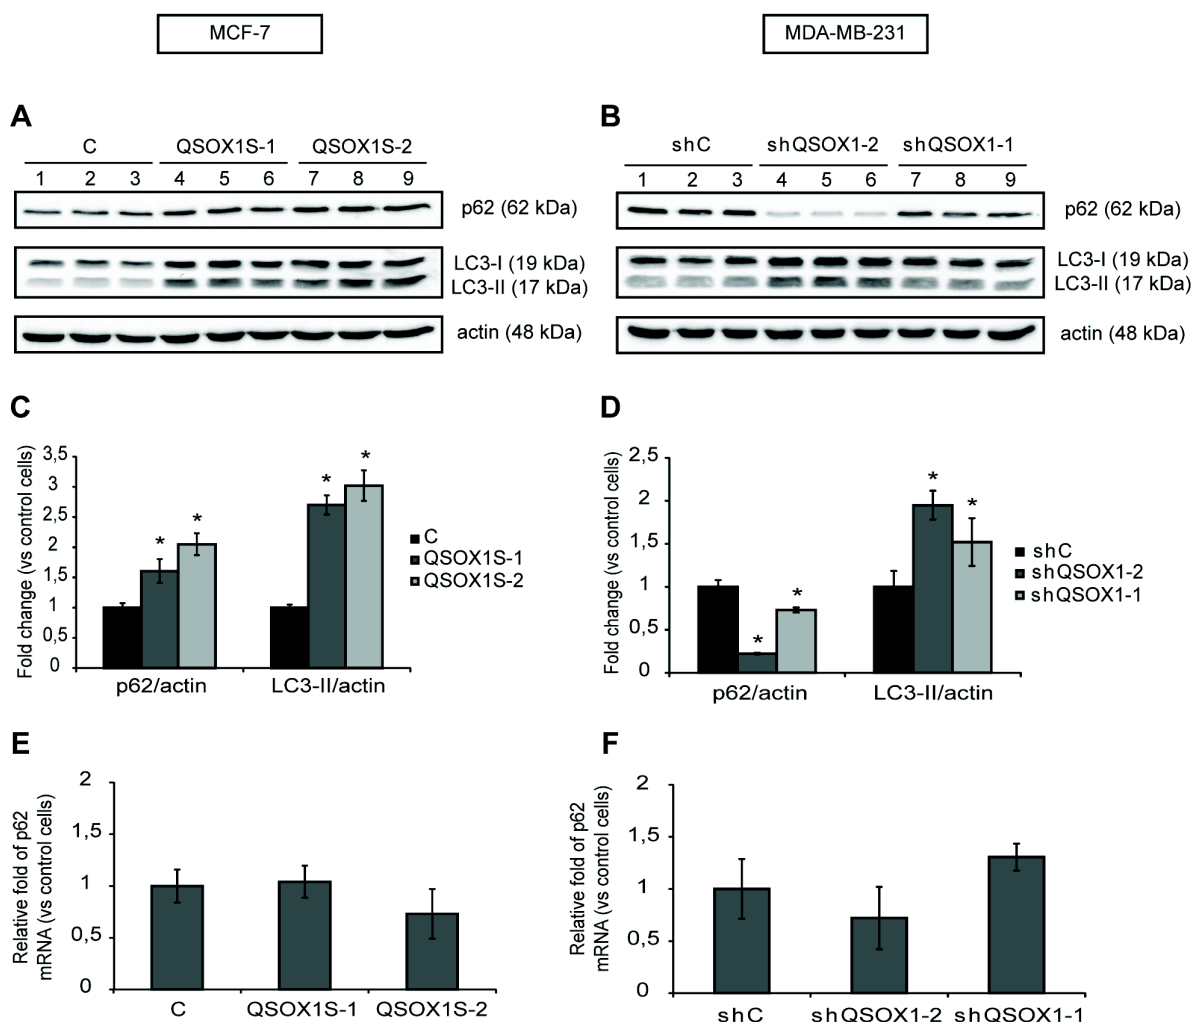 MCF-7
MDA-MB-231
A
C QSOX1S-1 QSOX1S-2
1 2 3 4 5 6 7 8 9
p62 (62 kDa)
LC3-I (19 kDa)
LC3-II (17 kDa)
actin (48 kDa)
B
shC shQSOX1-2 shQSOX1-1
1 2 3 4 5 6 7 8 9
p62 (62 kDa)
LC3-I (19 kDa)
LC3-II (17 kDa)
actin (48 kDa)
C
Fold change (vs control cells)
3,5
3
2,5
2
1,5
1
0,5
0
* * * *
p62/actin LC3-II/actin
C
QSOX1S-1
QSOX1S-2
D
Fold change (vs control cells)
2,5
2
1,5
1
0,5
0
* * * *
p62/actin LC3-II/actin
shC
shQSOX1-2
shQSOX1-1
E
Relative fold of p62
mRNA (vs control cells)
2
1,5
1
0,5
0
C QSOX1S-1 QSOX1S-2
F
Relative fold of p62
mRNA (vs control cells)
2
1,5
1
0,5
0
shC shQSOX1-2 shQSOX1-1